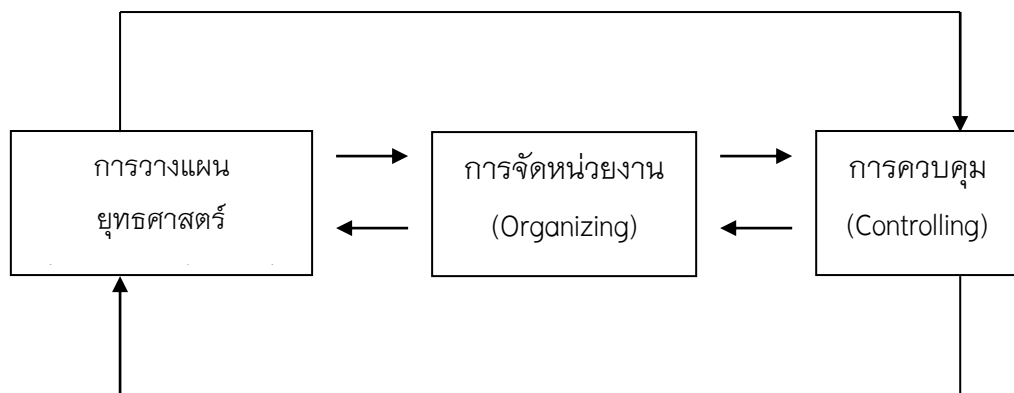 การวางแผน
ยุทธศาสตร์
การจัดหน่วยงาน
(Organizing)
การควบคุม
(Controlling)